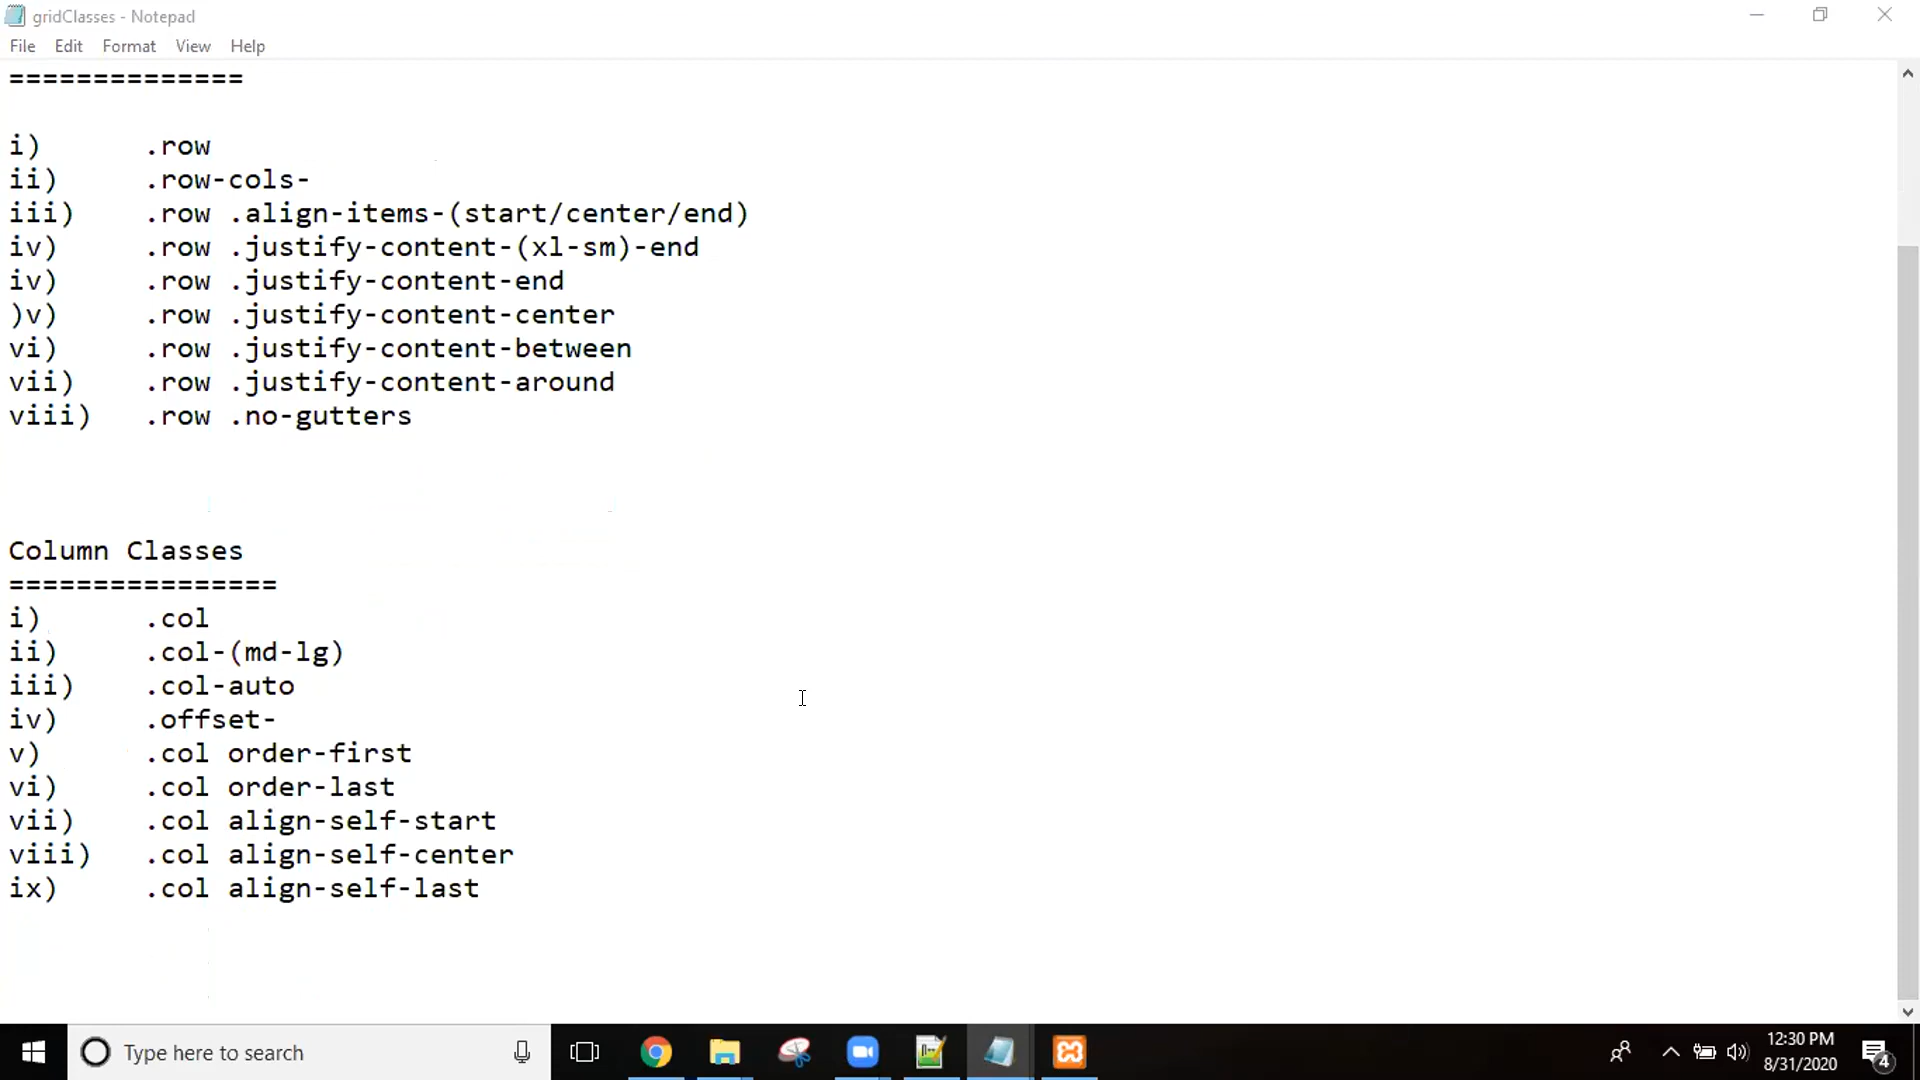 gridClasses - Notepad
File Edit Format View Help
==============
i) .row
ii) .row-cols-
iii) .row .align-items-(start/center/end)
iv) .row .justify-content-(xl-sm)-end
iv) .row .justify-content-end
)v) .row .justify-content-center
vi) .row .justify-content-between
vii) .row .justify-content-around
viii) .row .no-gutters
Column Classes
================
i) .col
ii) .col-(md-lg)
iii) .col-auto
iv) .offset-
v) .col order-first
vi) .col order-last
vii) .col align-self-start
viii) .col align-self-center
ix) .col align-self-last
Type here to search
12:30 PM
8/31/2020
4